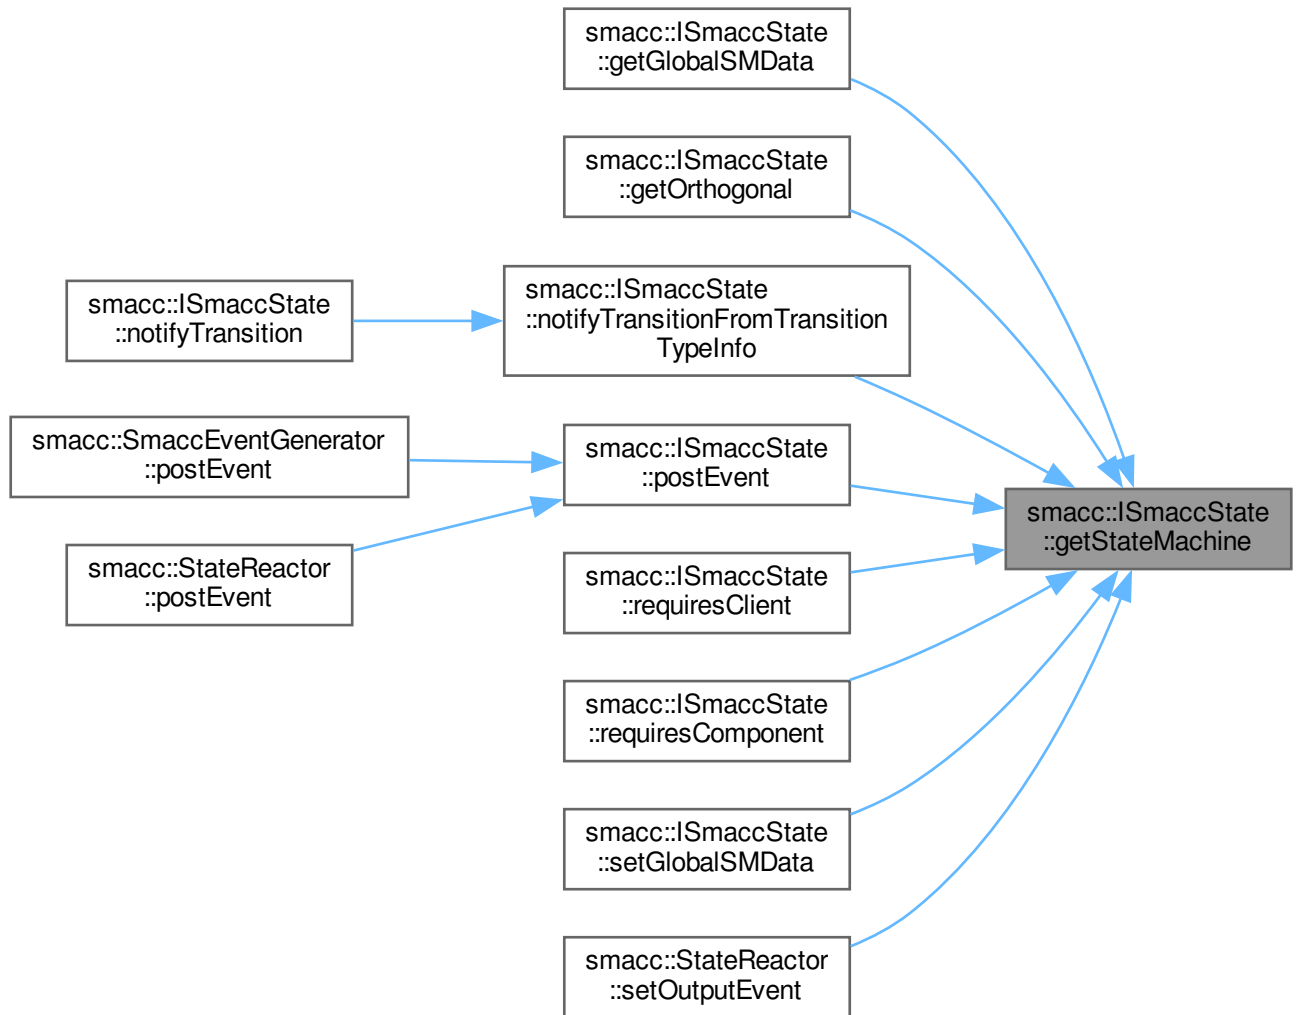 smacc::ISmaccState
::getGlobalSMData
smacc::ISmaccState
::getOrthogonal
smacc::ISmaccState
::notifyTransition
smacc::ISmaccState
::notifyTransitionFromTransition
TypeInfo
smacc::SmaccEventGenerator
::postEvent
smacc::ISmaccState
::postEvent
smacc::ISmaccState
::getStateMachine
smacc::StateReactor
::postEvent
smacc::ISmaccState
::requiresClient
smacc::ISmaccState
::requiresComponent
smacc::ISmaccState
::setGlobalSMData
smacc::StateReactor
::setOutputEvent